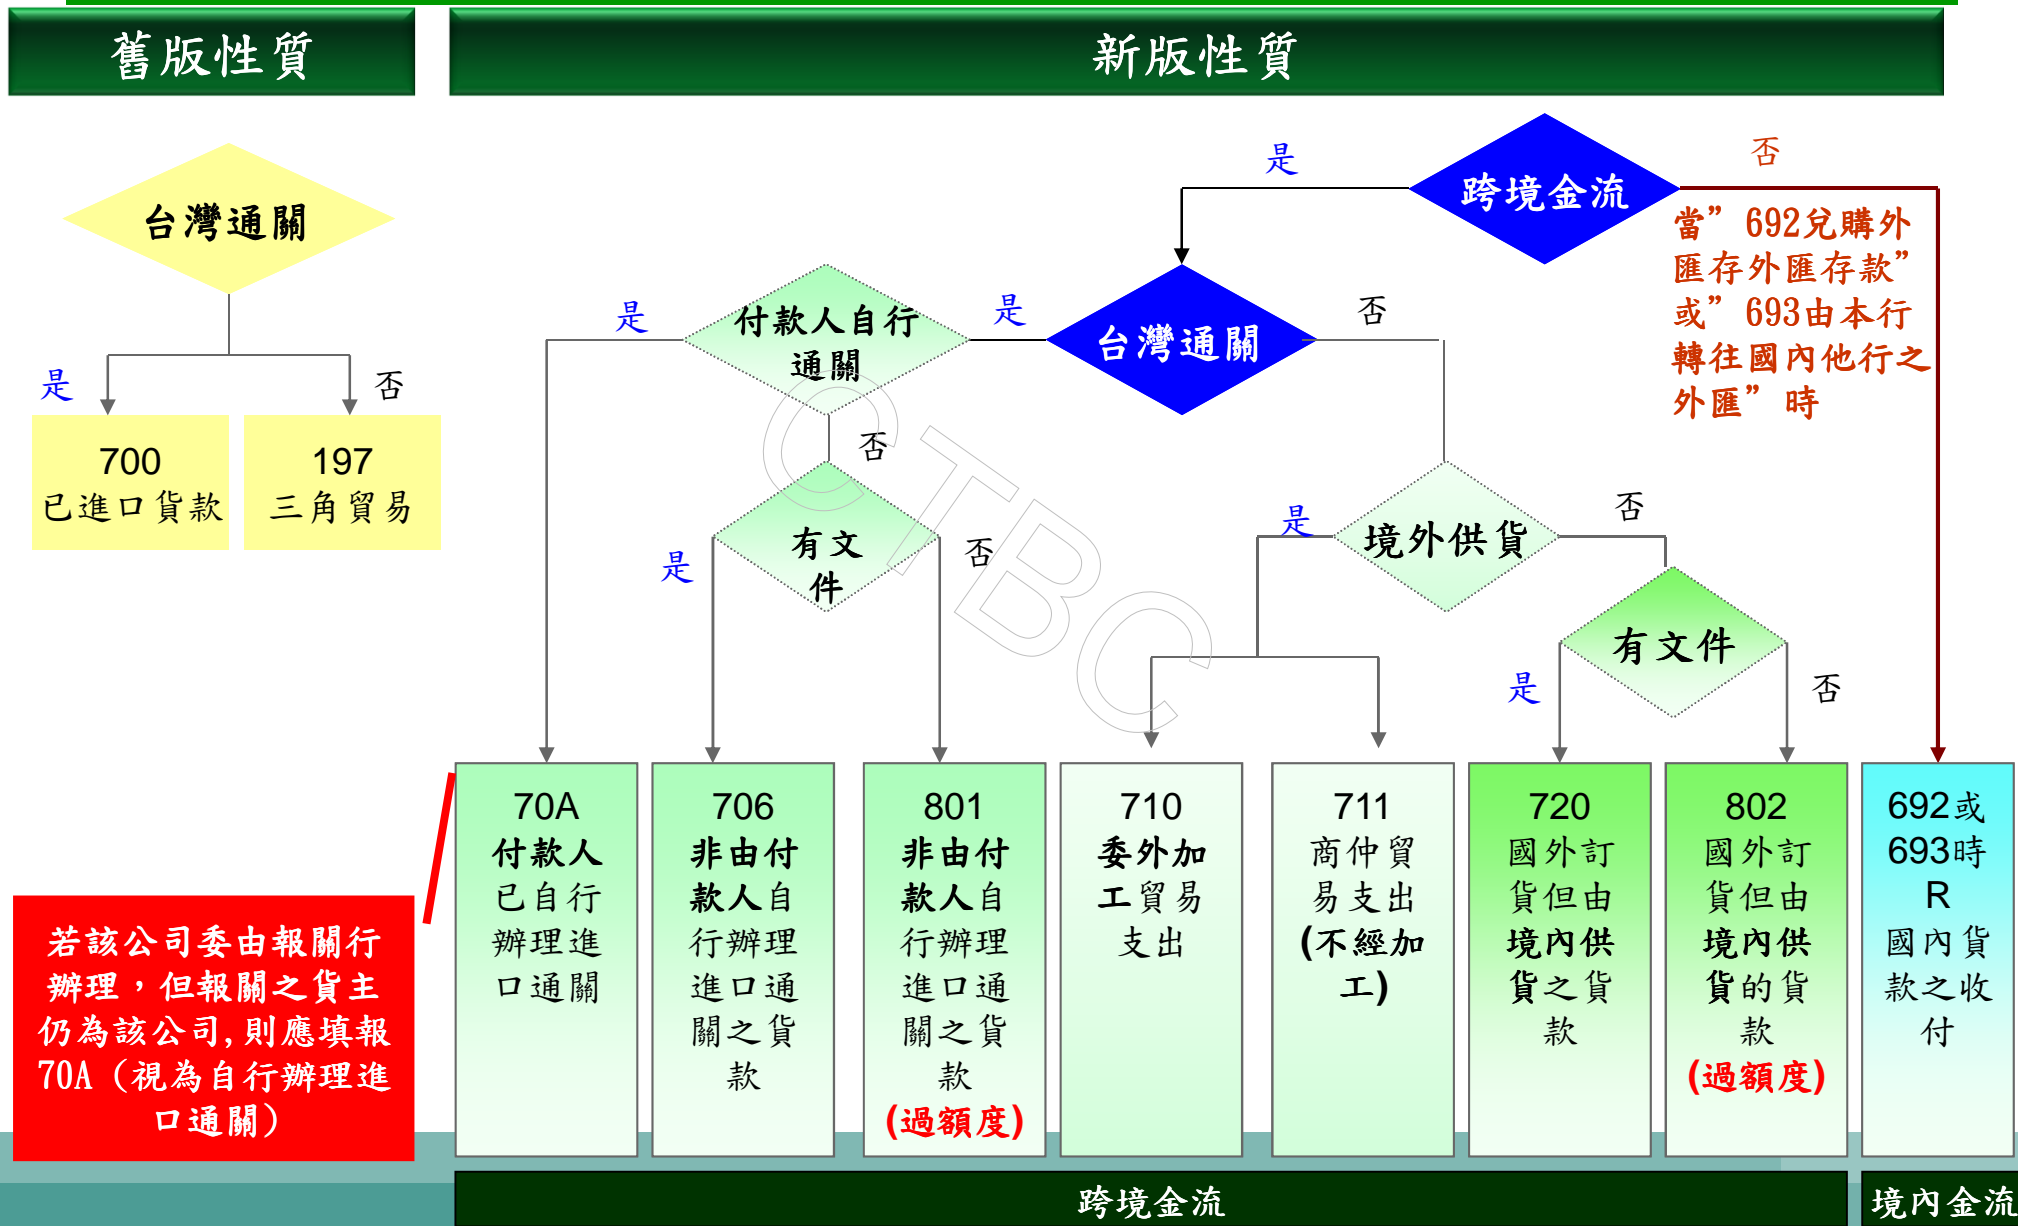 舊版性質
新版性質
台灣通關
是
否
700
已進口貨款
197
三角貿易
跨境金流
是
否
當”692兌購外
匯存外匯存款”
或”693由本行
轉往國內他行之
外匯”時
台灣通關
是
否
付款人自行
通關
是
否
有文
件
是
否
境外供貨
是
否
有文件
是
否
CTBC
70A
付款人
已自行
辦理進
口通關
706
非由付
款人自
行辦理
進口通
關之貨
款
801
非由付
款人自
行辦理
進口通
關之貨
款
(過額度)
710
委外加
工貿易
支出
711
商仲貿
易支出
(不經加
工)
720
國外訂
貨但由
境內供
貨之貨
款
802
國外訂
貨但由
境內供
貨的貨
款
(過額度)
692或
693時
R
國內貨
款之收
付
若該公司委由報關行
辦理，但報關之貨主
仍為該公司,則應填報
70A（視為自行辦理進
口通關）
跨境金流
境內金流